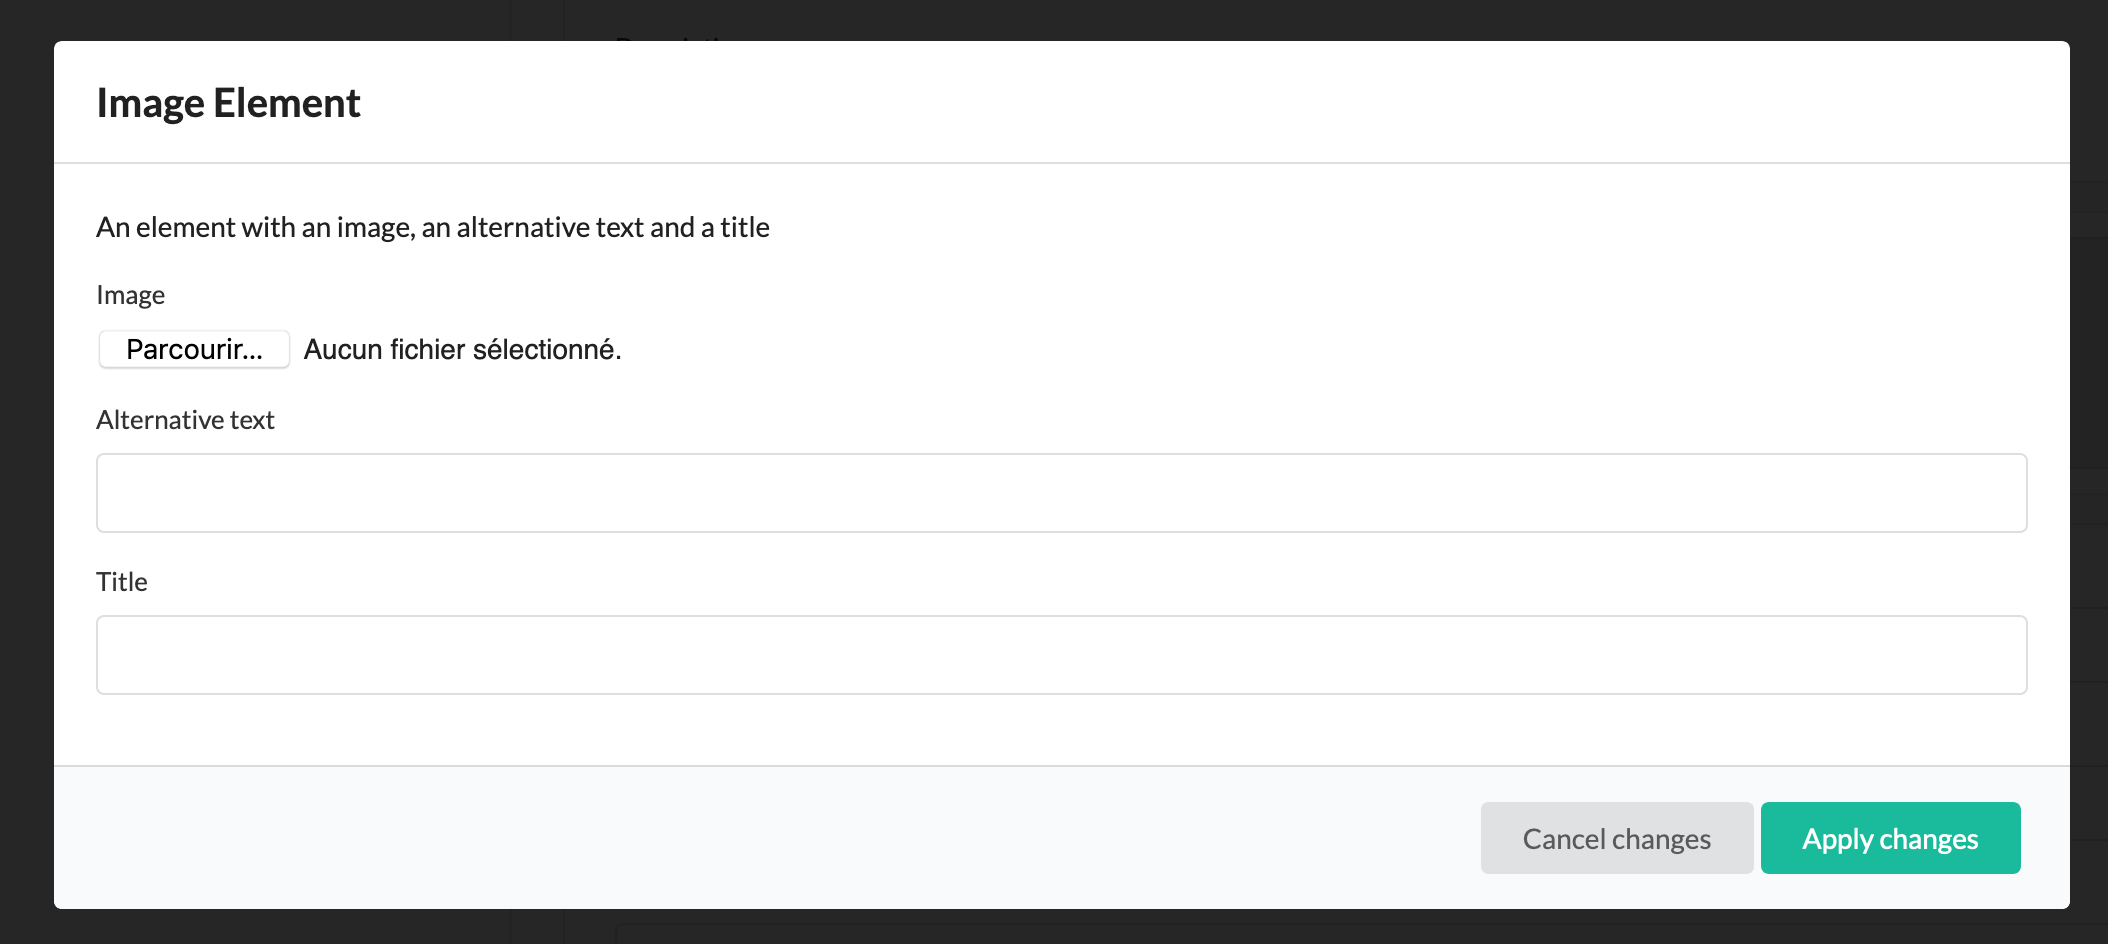 Image Element
An element with an image, an alternative text and a title
Image
Parcourir... Aucun fichier sélectionné.
Alternative text
Title
Cancel changes
Apply changes